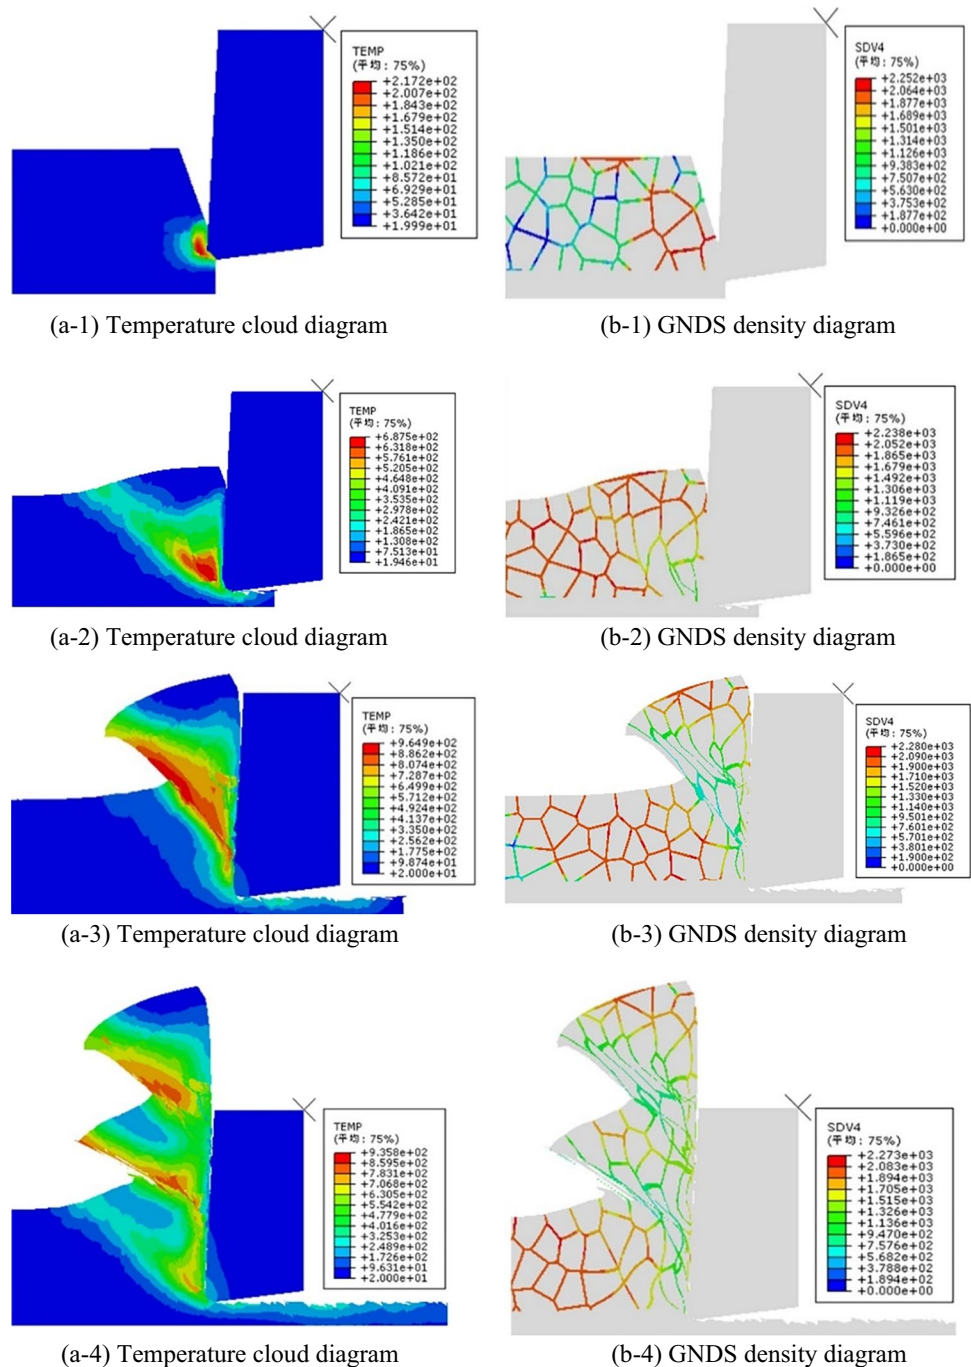 TEMP
(平均: 75%)
+2.172e+02
+2.007e+02
+1.843e+02
+1.679e+02
+1.514e+02
+1.350e+02
+1.186e+02
+1.021e+02
+8.572e+01
+6.929e+01
+5.285e+01
+3.642e+01
+1.999e+01
(a-1) Temperature cloud diagram
SDV4
(平均: 75%)
+2.252e+03
+2.064e+03
+1.877e+03
+1.689e+03
+1.501e+03
+1.314e+03
+1.126e+03
+9.383e+02
+7.507e+02
+5.630e+02
+3.753e+02
+1.877e+02
+0.000e+00
(b-1) GNDS density diagram
TEMP
(平均: 75%)
+6.875e+02
+6.318e+02
+5.761e+02
+5.205e+02
+4.648e+02
+4.091e+02
+3.535e+02
+2.978e+02
+2.421e+02
+1.865e+02
+1.308e+02
+7.513e+01
+1.946e+01
(a-2) Temperature cloud diagram
SDV4
(平均: 75%)
+2.238e+03
+2.052e+03
+1.865e+03
+1.679e+03
+1.492e+03
+1.306e+03
+1.119e+03
+9.326e+02
+7.461e+02
+5.596e+02
+3.730e+02
+1.865e+02
+0.000e+00
(b-2) GNDS density diagram
TEMP
(平均: 75%)
+9.649e+02
+8.862e+02
+8.074e+02
+7.287e+02
+6.499e+02
+5.712e+02
+4.924e+02
+4.137e+02
+3.350e+02
+2.562e+02
+1.775e+02
+9.874e+01
+2.000e+01
(a-3) Temperature cloud diagram
SDV4
(平均: 75%)
+2.280e+03
+2.090e+03
+1.900e+03
+1.710e+03
+1.520e+03
+1.330e+03
+1.140e+03
+9.501e+02
+7.601e+02
+5.701e+02
+3.801e+02
+1.900e+02
+0.000e+00
(b-3) GNDS density diagram
TEMP
(平均: 75%)
+9.358e+02
+8.595e+02
+7.831e+02
+7.068e+02
+6.305e+02
+5.542e+02
+4.779e+02
+4.016e+02
+3.253e+02
+2.489e+02
+1.726e+02
+9.631e+01
+2.000e+01
(a-4) Temperature cloud diagram
SDV4
(平均: 75%)
+2.273e+03
+2.083e+03
+1.894e+03
+1.705e+03
+1.515e+03
+1.326e+03
+1.136e+03
+9.470e+02
+7.576e+02
+5.682e+02
+3.788e+02
+1.894e+02
+0.000e+00
(b-4) GNDS density diagram